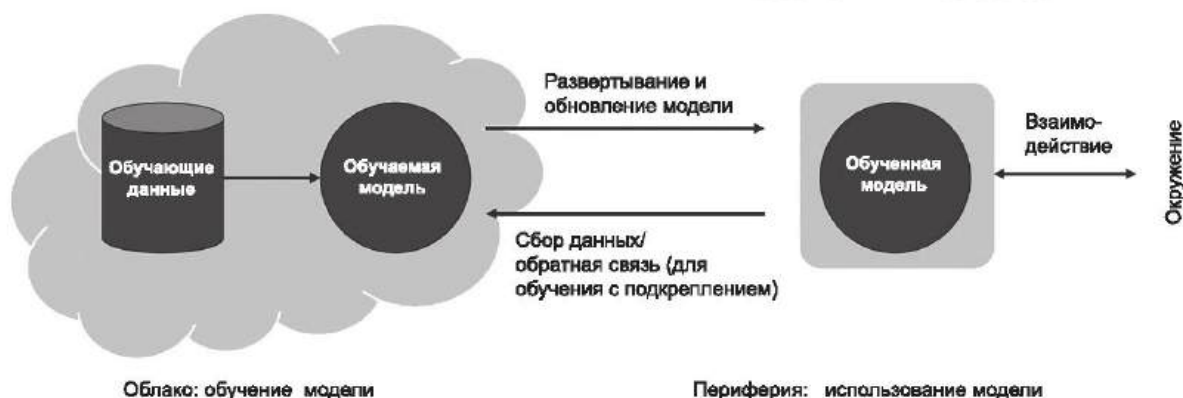 Обучающие
данные
Обучаемая
модель
Развертывание и
обновление модели
Сбор данных/
обратная связь (для
обучения с подкреплением)
Обученная
модель
Взаимо-
действие
Окружение
Облако: обучение модели
Периферия: использование модели